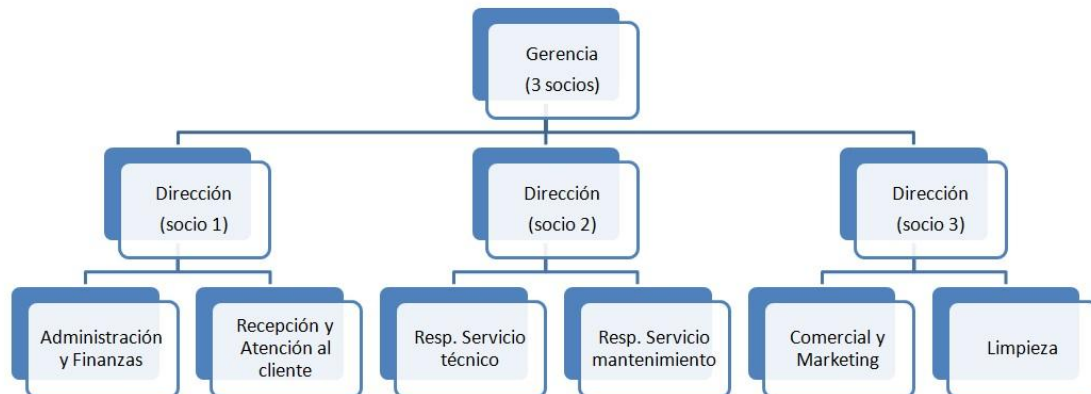 Gerencia
(3 socios)
Dirección
(socio 1)
Dirección
(socio 2)
Dirección
(socio 3)
Administración
y Finanzas
Recepción y
Atención al
cliente
Resp. Servicio
técnico
Resp. Servicio
mantenimiento
Comercial y
Marketing
Limpieza